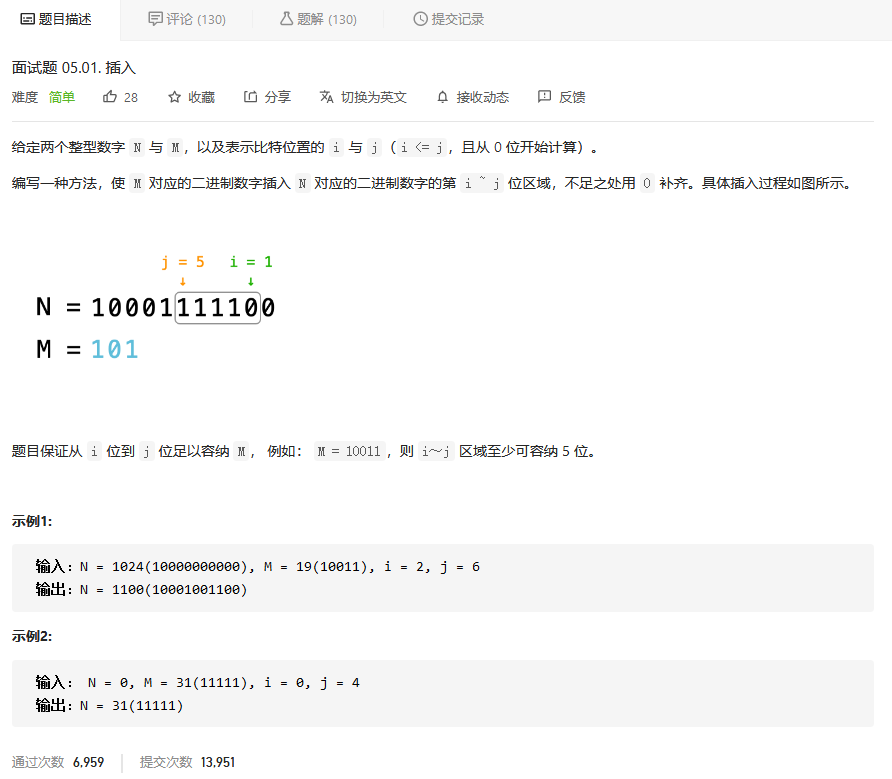 题目描述 评论 (130) 题解 (130) 提交记录
面试题 05.01. 插入
难度 简单 28 收藏 分享 切换为英文 接收动态 反馈
给定两个整型数字 N 与 M，以及表示比特位置的 i 与 j（i <= j，且从 0 位开始计算）。
编写一种方法，使 M 对应的二进制数字插入 N 对应的二进制数字的第 i ~ j 位区域，不足之处用 0 补齐。具体插入过程如图所示。
j = 5 i = 1
↓ ↓
N = 10001111100
M = 101
题目保证从 i 位到 j 位足以容纳 M， 例如： M = 10011，则 i～j 区域至少可容纳 5 位。
示例1:
输入：N = 1024(10000000000), M = 19(10011), i = 2, j = 6
输出：N = 1100(10001001100)
示例2:
输入： N = 0, M = 31(11111), i = 0, j = 4
输出：N = 31(11111)
通过次数 6,959 提交次数 13,951